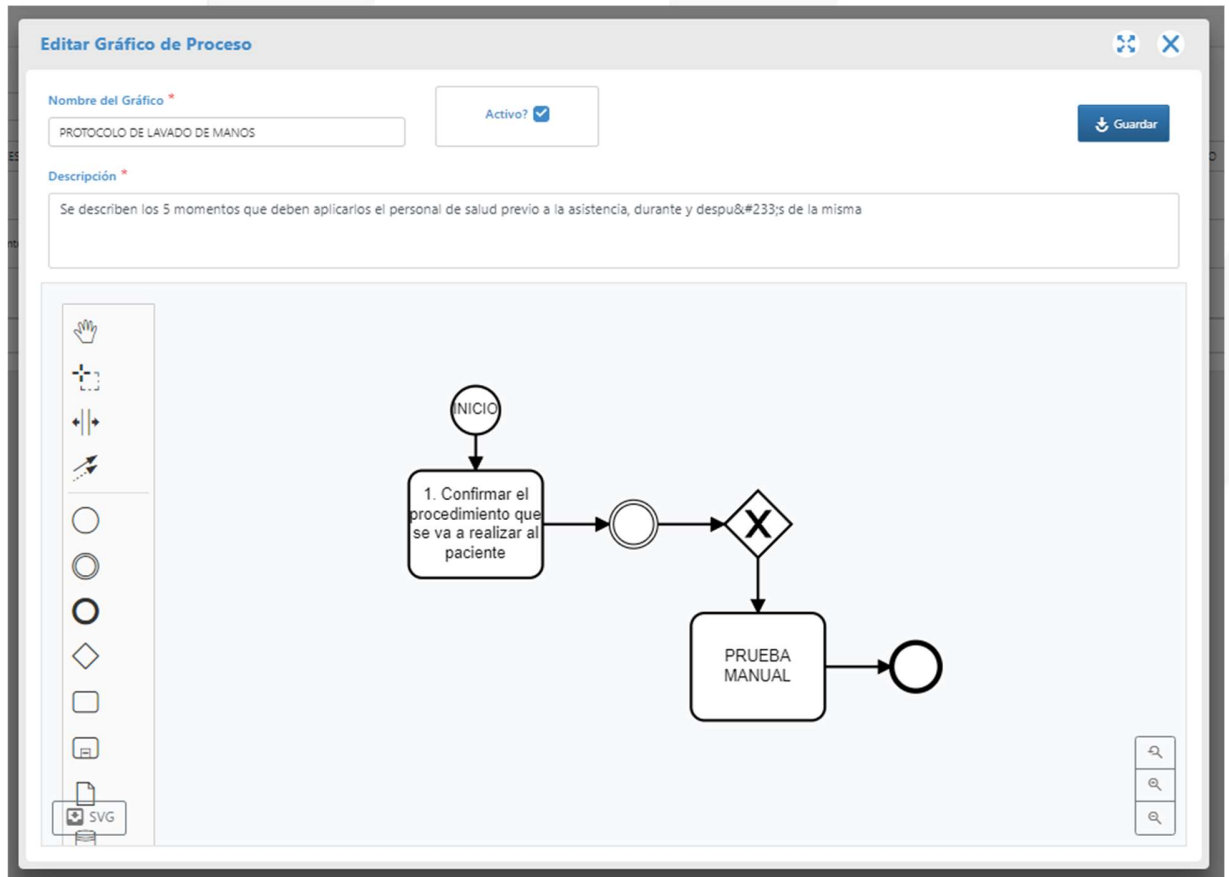 Editar Gráfico de Proceso
Nombre del Gráfico *
Activo?
PROTOCOLO DE LAVADO DE MANOS
Guardar
Descripción *
Se describen los 5 momentos que deben aplicarlos el personal de salud previo a la asistencia, durante y despu&#233;s de la misma
INICIO
1. Confirmar el
procedimiento que
se va a realizar al
paciente
X
PRUEBA
MANUAL
SVG